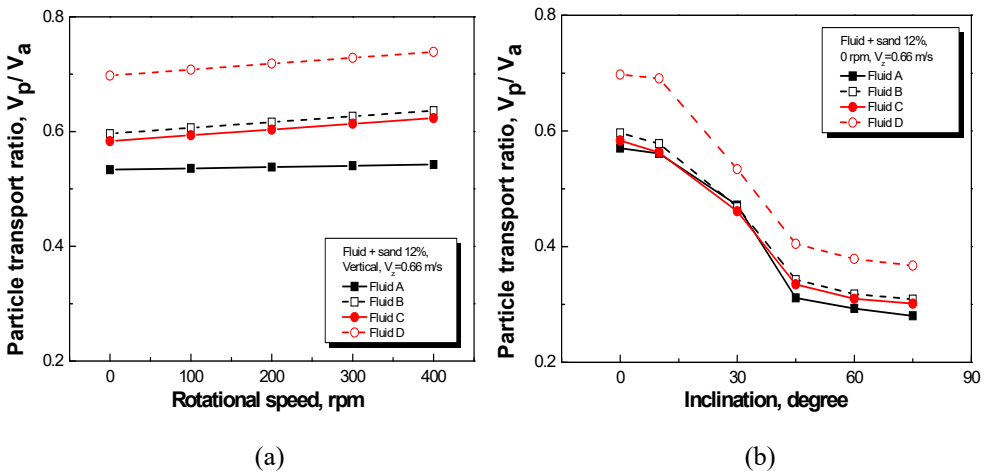 0.8
0.6
0.4
0.2
Particle transport ratio, Vp/ Va
Fluid + sand 12%,
Vertical, Vz=0.66 m/s
Fluid A
Fluid B
Fluid C
Fluid D
0 100 200 300 400
Rotational speed, rpm
(a)
0.8
0.6
0.4
0.2
Particle transport ratio, Vp/ Va
Fluid + sand 12%,
0 rpm, Vz=0.66 m/s
Fluid A
Fluid B
Fluid C
Fluid D
0 30 60 90
Inclination, degree
(b)